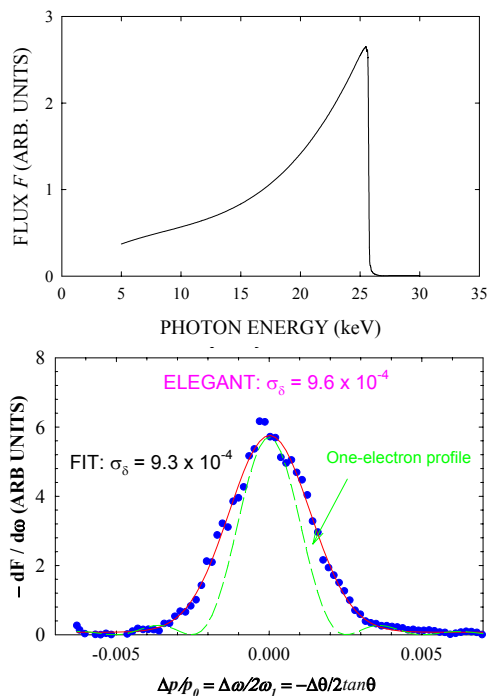 3
2
1
0
FLUX F (ARB. UNITS)
0 5 10 15 20 25 30 35
PHOTON ENERGY (keV)
8
6
4
2
0
− dF / dω (ARB UNITS)
ELEGANT: σδ = 9.6 x 10⁻⁴
FIT: σδ = 9.3 x 10⁻⁴
One-electron profile
-0.005 0.000 0.005
Δp/p₀ = Δω/2ω₁ = −Δθ/2tanθ